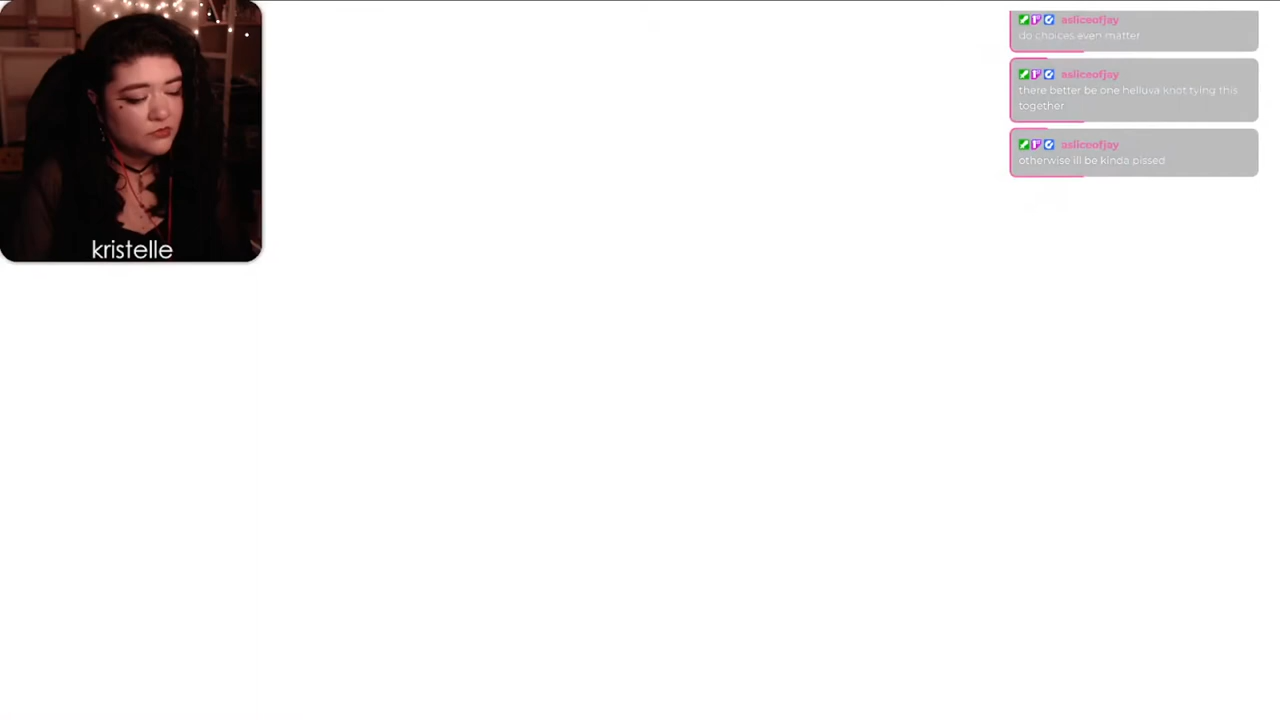 kristelle
asliceofjay
do choices even matter
asliceofjay
there better be one helluva knot tying this
together
asliceofjay
otherwise ill be kinda pissed